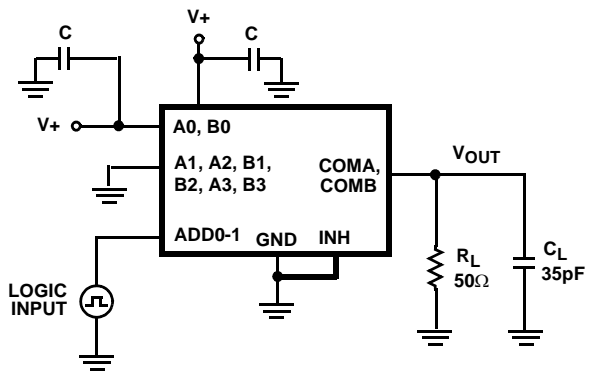 V+
C
C
V+
A0, B0
A1, A2, B1,
B2, A3, B3
COMA,
COMB
VOUT
ADD0-1
GND
INH
LOGIC
INPUT
RL
50Ω
CL
35pF